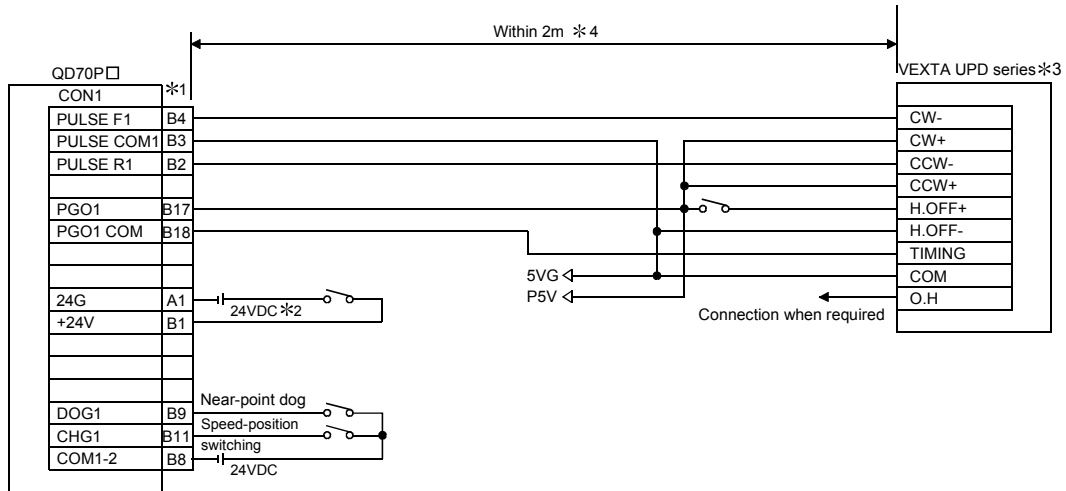 Within 2m ＊4
QD70P□
VEXTA UPD series＊3
CON1 ＊1
PULSE F1 B4 CW-
PULSE COM1 B3 CW+
PULSE R1 B2 CCW-
CCW+
PGO1 B17 H.OFF+
PGO1 COM B18 H.OFF-
TIMING
5VG COM
24G A1 24VDC＊2 P5V O.H
+24V B1 Connection when required
Near-point dog
DOG1 B9
Speed-position
CHG1 B11
switching
COM1-2 B8
24VDC